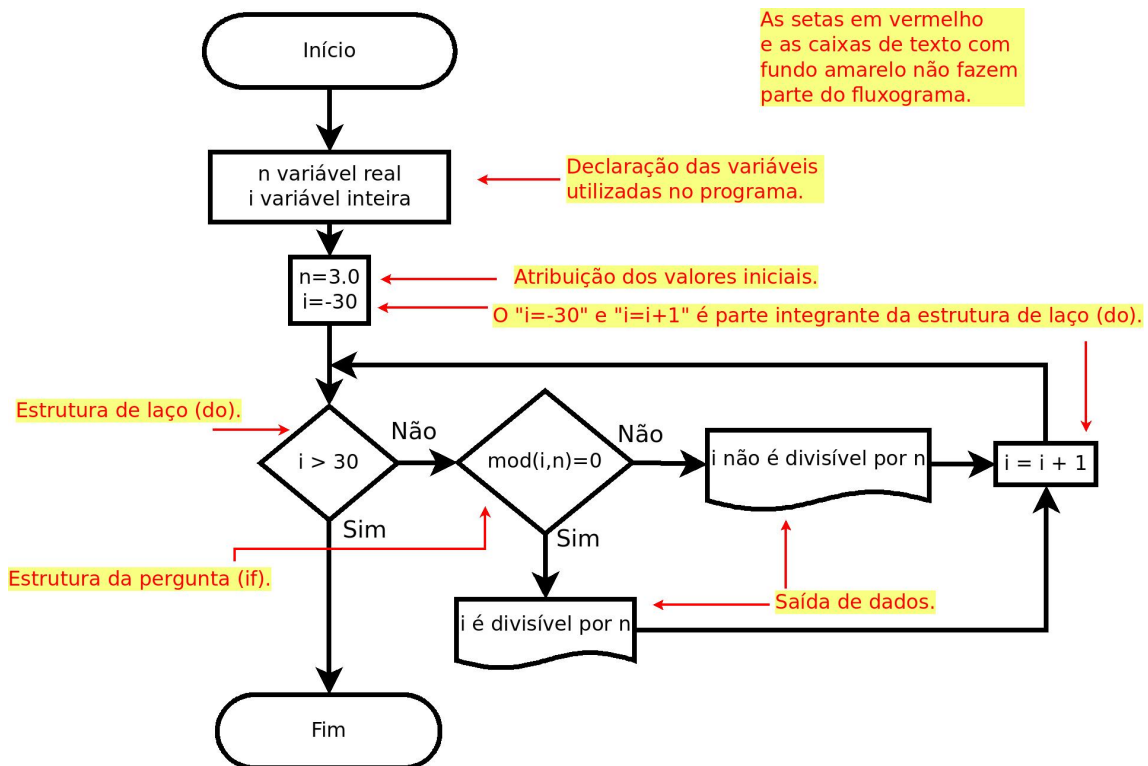 Início
As setas em vermelho
e as caixas de texto com
fundo amarelo não fazem
parte do fluxograma.
n variável real
i variável inteira
Declaração das variáveis
utilizadas no programa.
n=3.0
i=-30
Atribuição dos valores iniciais.
O "i=-30" e "i=i+1" é parte integrante da estrutura de laço (do).
Estrutura de laço (do).
i > 30
Não
mod(i,n)=0
Não
i não é divisível por n
i = i + 1
Sim
Sim
Estrutura da pergunta (if).
i é divisível por n
Saída de dados.
Fim